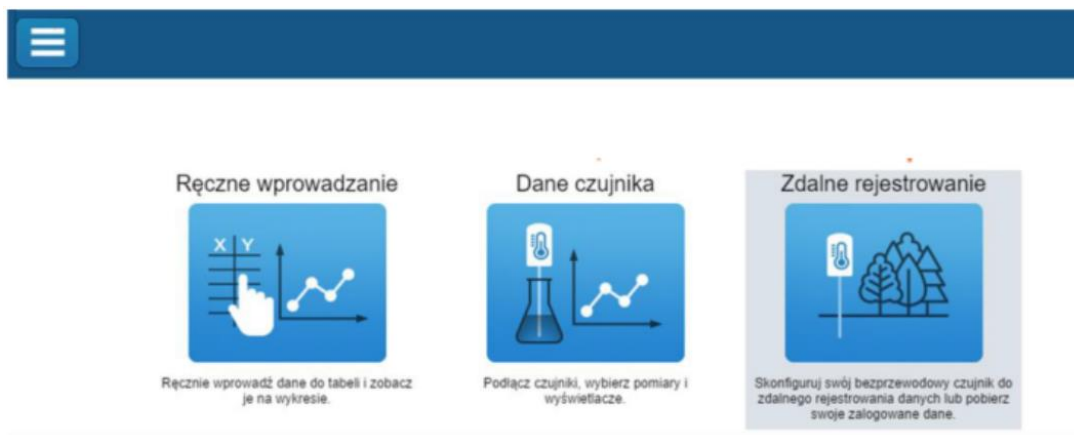 Ręczne wprowadzanie
X Y
Ręcznie wprowadź dane do tabeli i zobacz
je na wykresie.
Dane czujnika
Podłącz czujniki, wybierz pomiary i
wyświetlacze.
Zdalne rejestrowanie
Skonfiguruj swój bezprzewodowy czujnik do
zdalnego rejestrowania danych lub pobierz
swoje zalogowane dane.